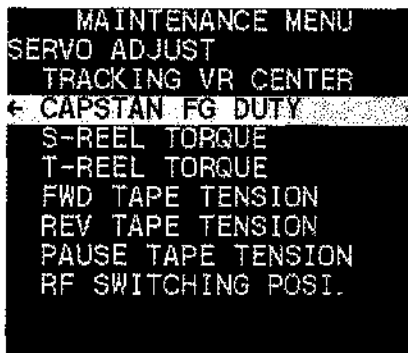 MAINTENANCE MENU
SERVO ADJUST
TRACKING VR CENTER
← CAPSTAN FG DUTY
S-REEL TORQUE
T-REEL TORQUE
FWD TAPE TENSION
REV TAPE TENSION
PAUSE TAPE TENSION
RF SWITCHING POSI.